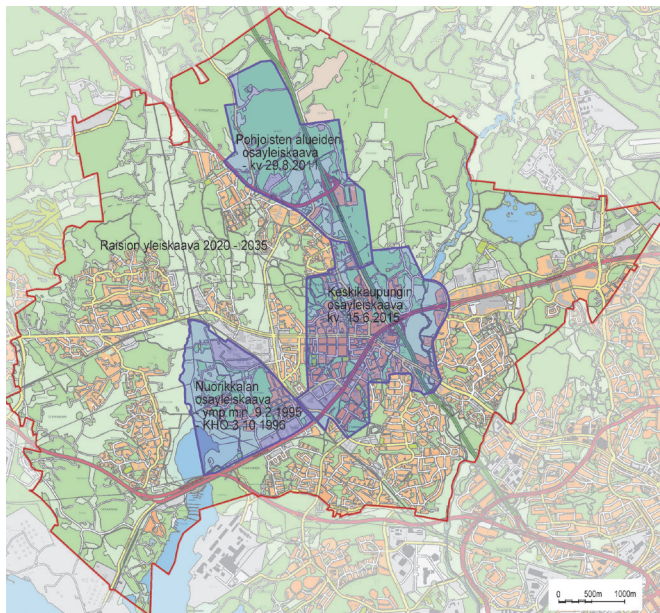 Pohjoisten alueiden
osayleiskaava
- kv 29.8.2011
Raision yleiskaava 2020 - 2035
Keskikaupungin
osayleiskaava
kv. 15.6.2015
Nuorikkalan
osayleiskaava
- ymp.min. 9.2.1995
- KHO 3.10.1996
0 500m 1000m